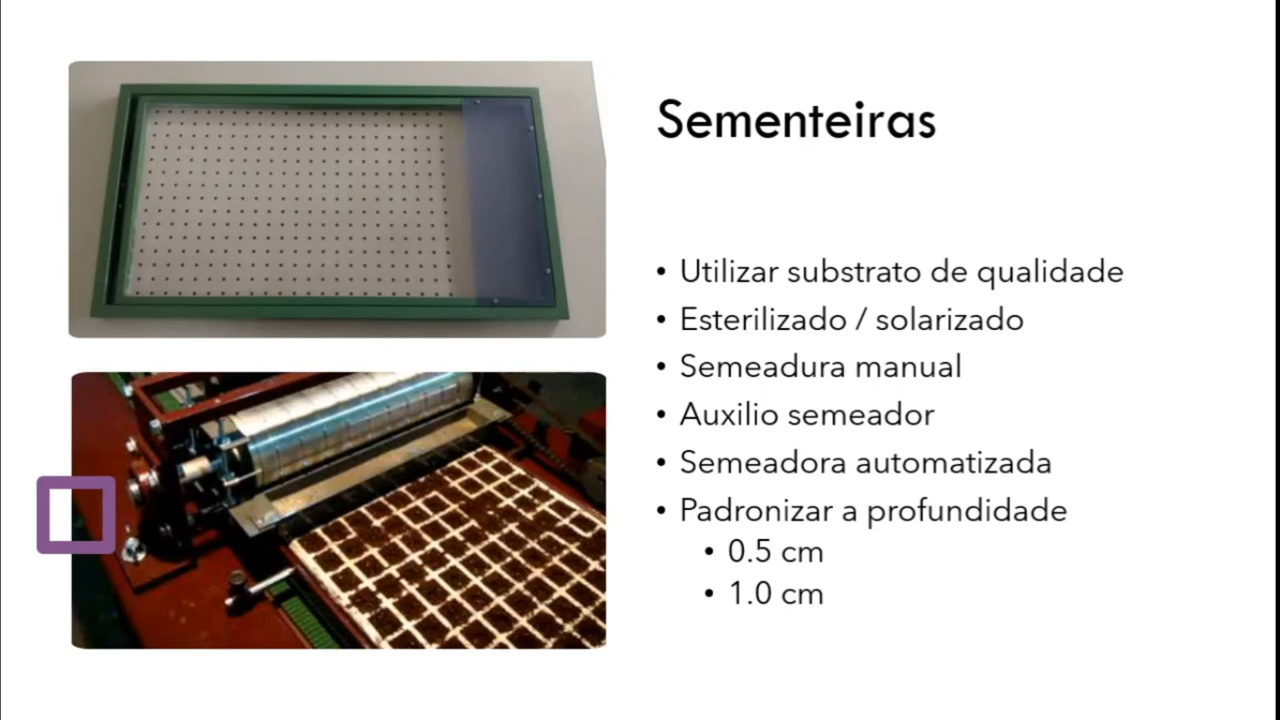 Sementeiras
• Utilizar substrato de qualidade
• Esterilizado / solarizado
• Semeadura manual
• Auxilio semeador
• Semeadora automatizada
• Padronizar a profundidade
• 0.5 cm
• 1.0 cm